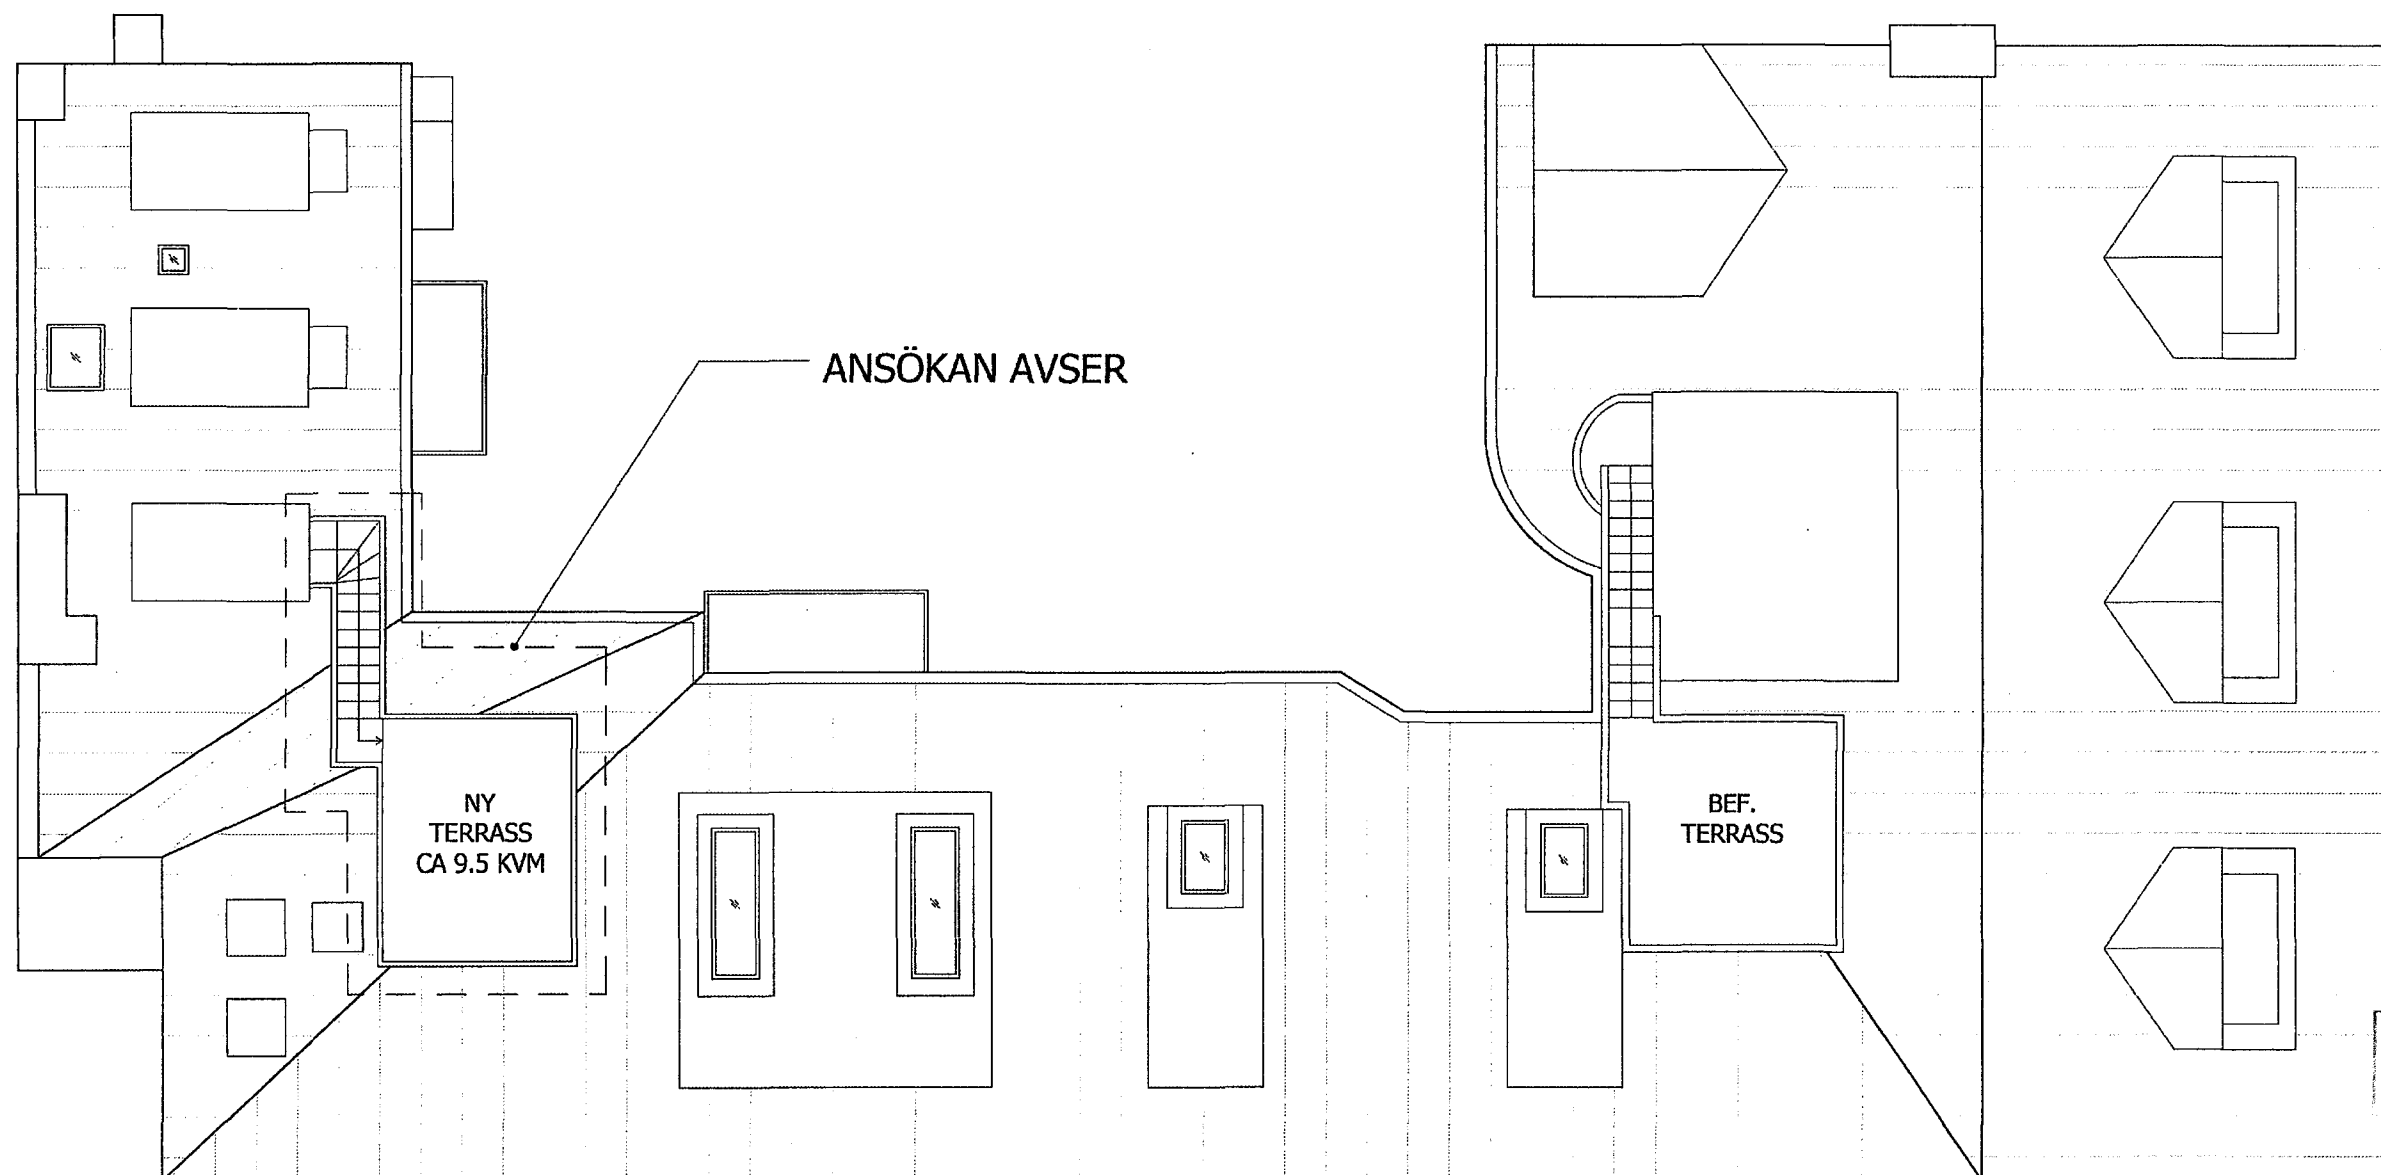 ANSÖKAN AVSER
NY
TERRASS
CA 9.5 KVM
BEF.
TERRASS